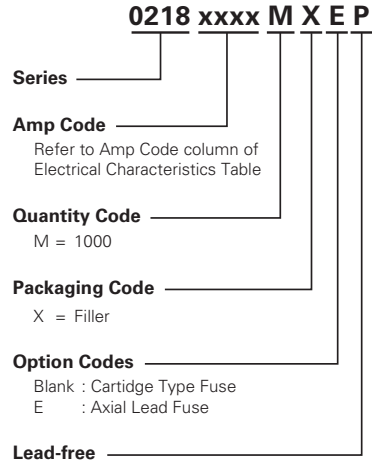 0218 xxxx M X E P
Series
Amp Code
Refer to Amp Code column of
Electrical Characteristics Table
Quantity Code
M = 1000
Packaging Code
X = Filler
Option Codes
Blank : Cartidge Type Fuse
E : Axial Lead Fuse
Lead-free